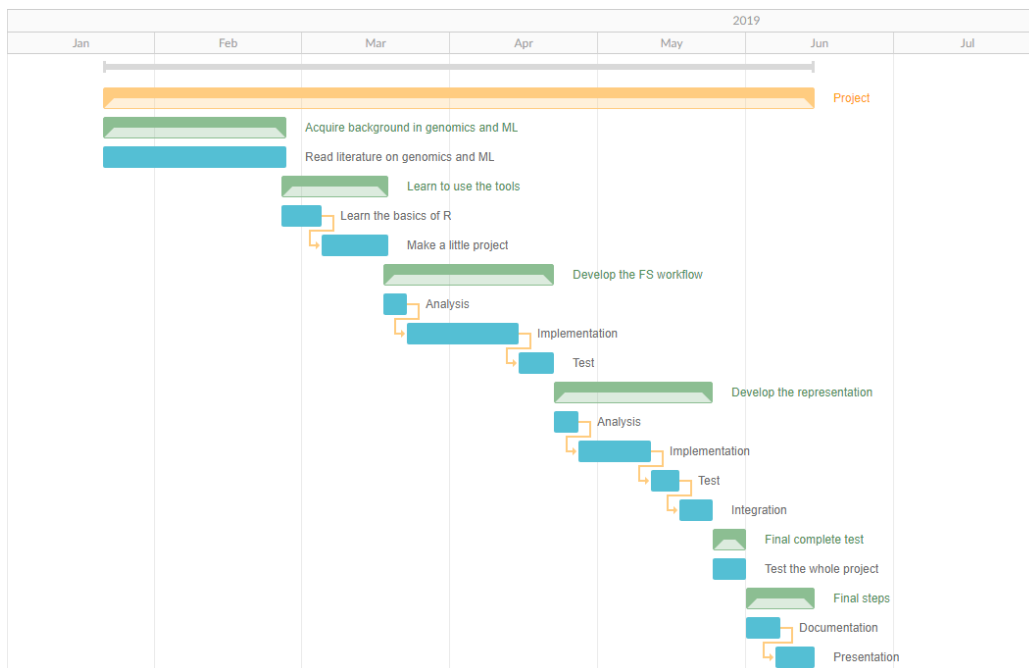 2019
Jan Feb Mar Apr May Jun Jul
Project
Acquire background in genomics and ML
Read literature on genomics and ML
Learn to use the tools
Learn the basics of R
Make a little project
Develop the FS workflow
Analysis
Implementation
Test
Develop the representation
Analysis
Implementation
Test
Integration
Final complete test
Test the whole project
Final steps
Documentation
Presentation